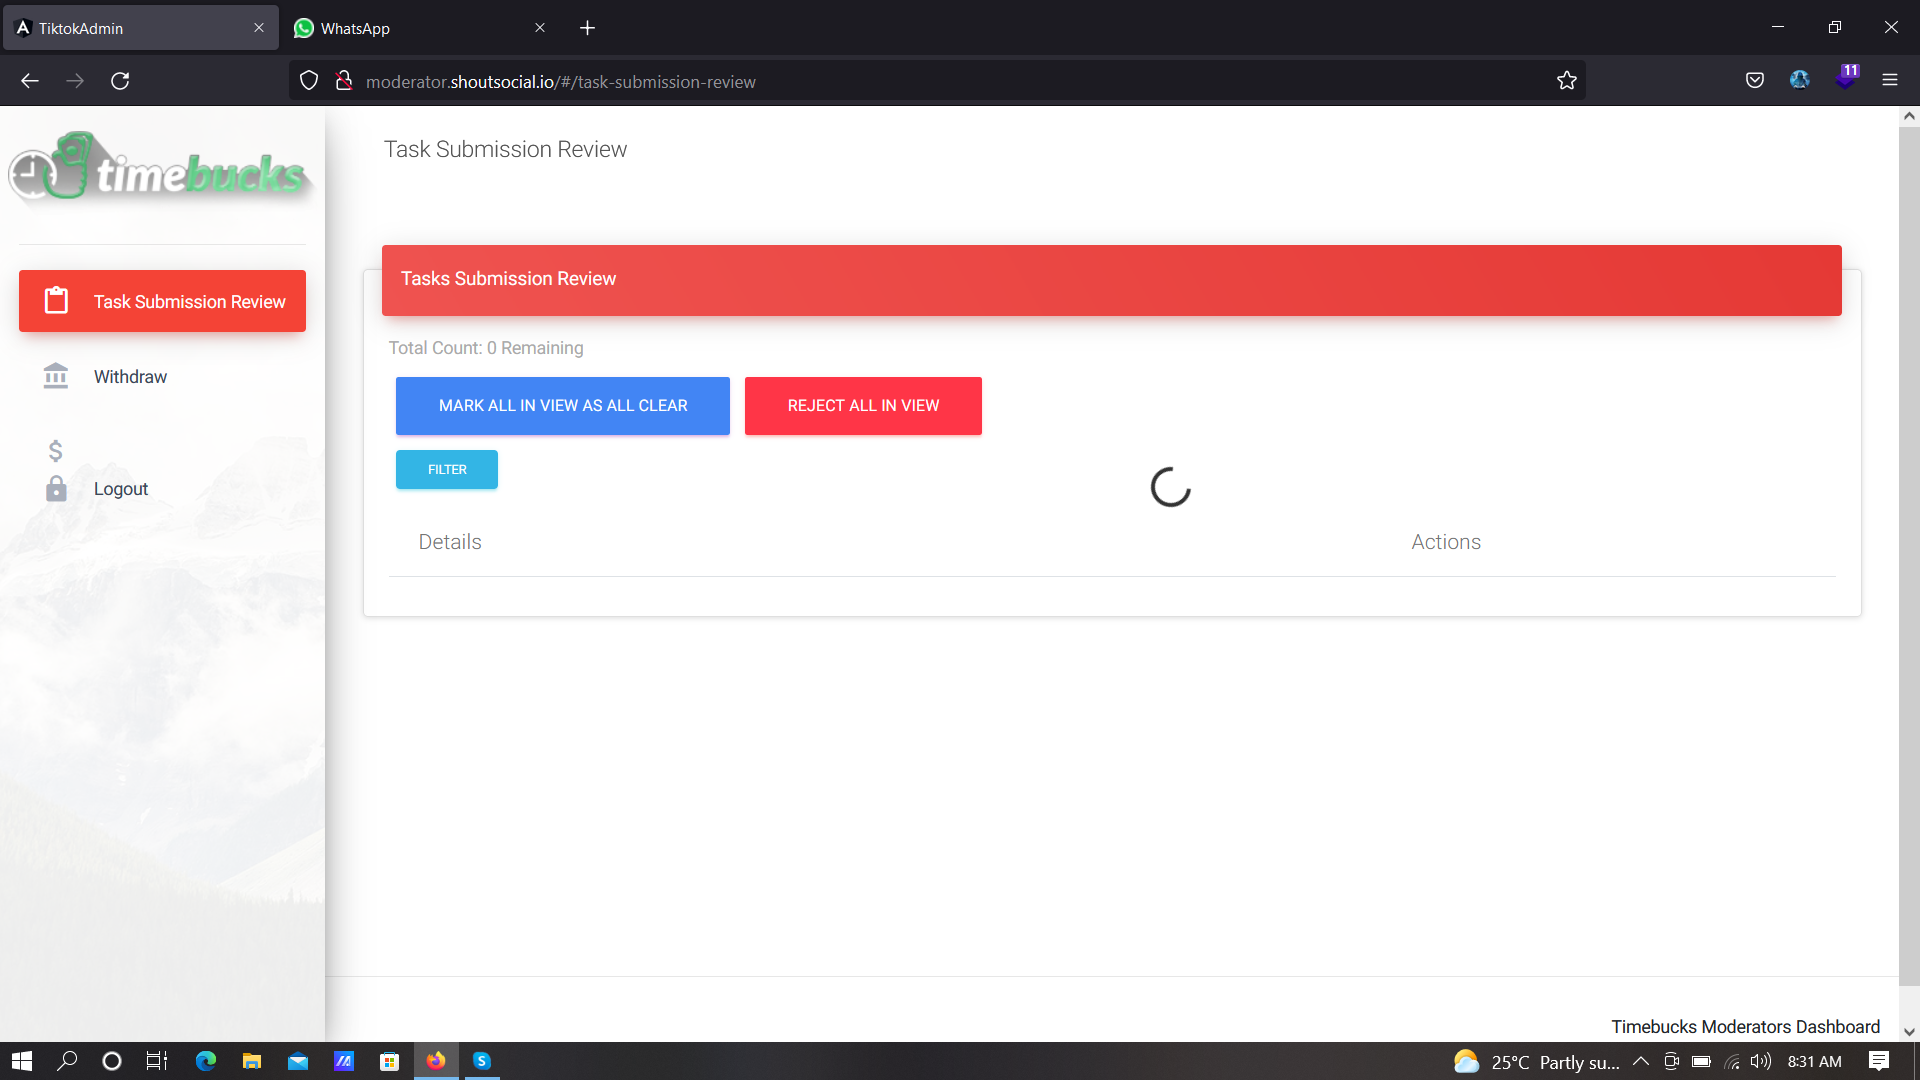 TiktokAdmin
WhatsApp
moderator.shoutsocial.io/#/task-submission-review
11
timebucks
Task Submission Review
Withdraw
Logout
Task Submission Review
Tasks Submission Review
Total Count: 0 Remaining
MARK ALL IN VIEW AS ALL CLEAR
REJECT ALL IN VIEW
FILTER
Details
Actions
Timebucks Moderators Dashboard
25°C Partly su...
8:31 AM